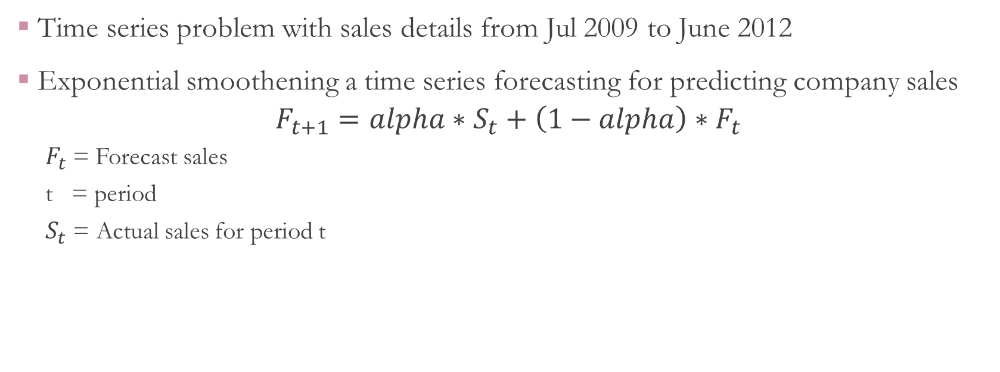 ▪ Time series problem with sales details from Jul 2009 to June 2012
▪ Exponential smoothening a time series forecasting for predicting company sales
$F_{t+1} = alpha * S_t + (1 - alpha) * F_t$
$F_t$ = Forecast sales
t = period
$S_t$ = Actual sales for period t